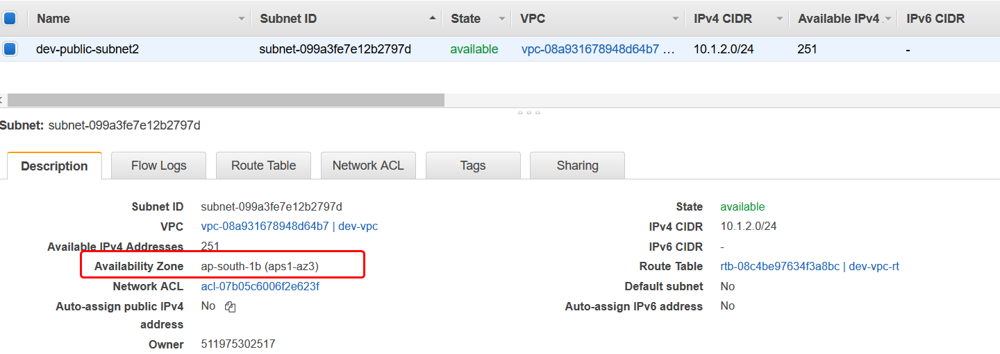 Name Subnet ID State VPC IPv4 CIDR Available IPv4 IPv6 CIDR
dev-public-subnet2 subnet-099a3fe7e12b2797d available vpc-08a931678948d64b7 … 10.1.2.0/24 251 -
Subnet: subnet-099a3fe7e12b2797d
Description Flow Logs Route Table Network ACL Tags Sharing
Subnet ID subnet-099a3fe7e12b2797d State available
VPC vpc-08a931678948d64b7 | dev-vpc IPv4 CIDR 10.1.2.0/24
Available IPv4 Addresses 251 IPv6 CIDR -
Availability Zone ap-south-1b (aps1-az3) Route Table rtb-08c4be97634f3a8bc | dev-vpc-rt
Network ACL acl-07b05c6006f2e623f Default subnet No
Auto-assign public IPv4 No Auto-assign IPv6 address No
address
Owner 511975302517